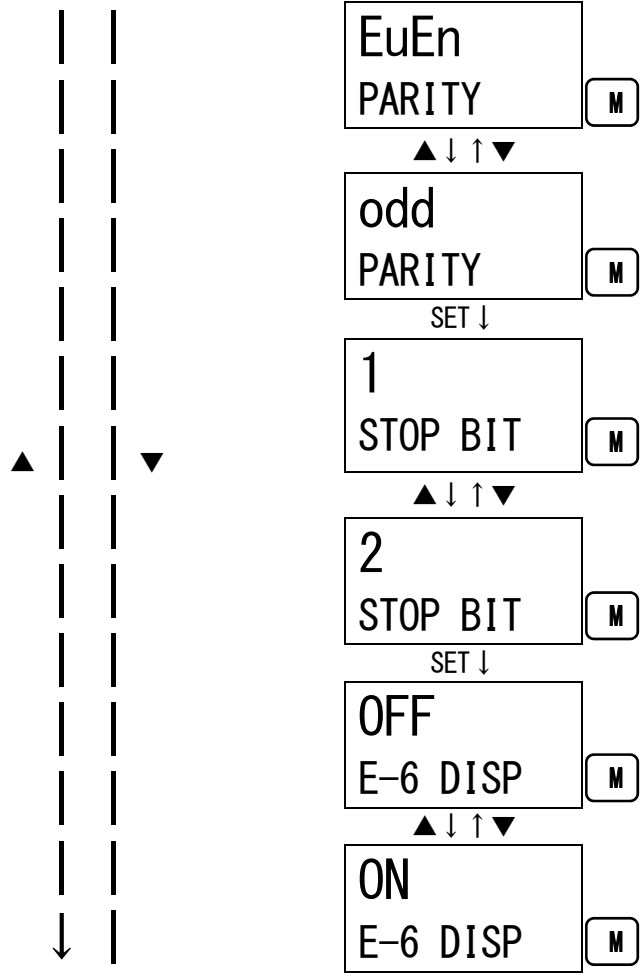 EuEn
PARITY
M
▲↓↑▼
odd
PARITY
M
SET↓
1
STOP BIT
M
▲ ▼
▲↓↑▼
2
STOP BIT
M
SET↓
OFF
E-6 DISP
M
▲↓↑▼
ON
E-6 DISP
M
↓